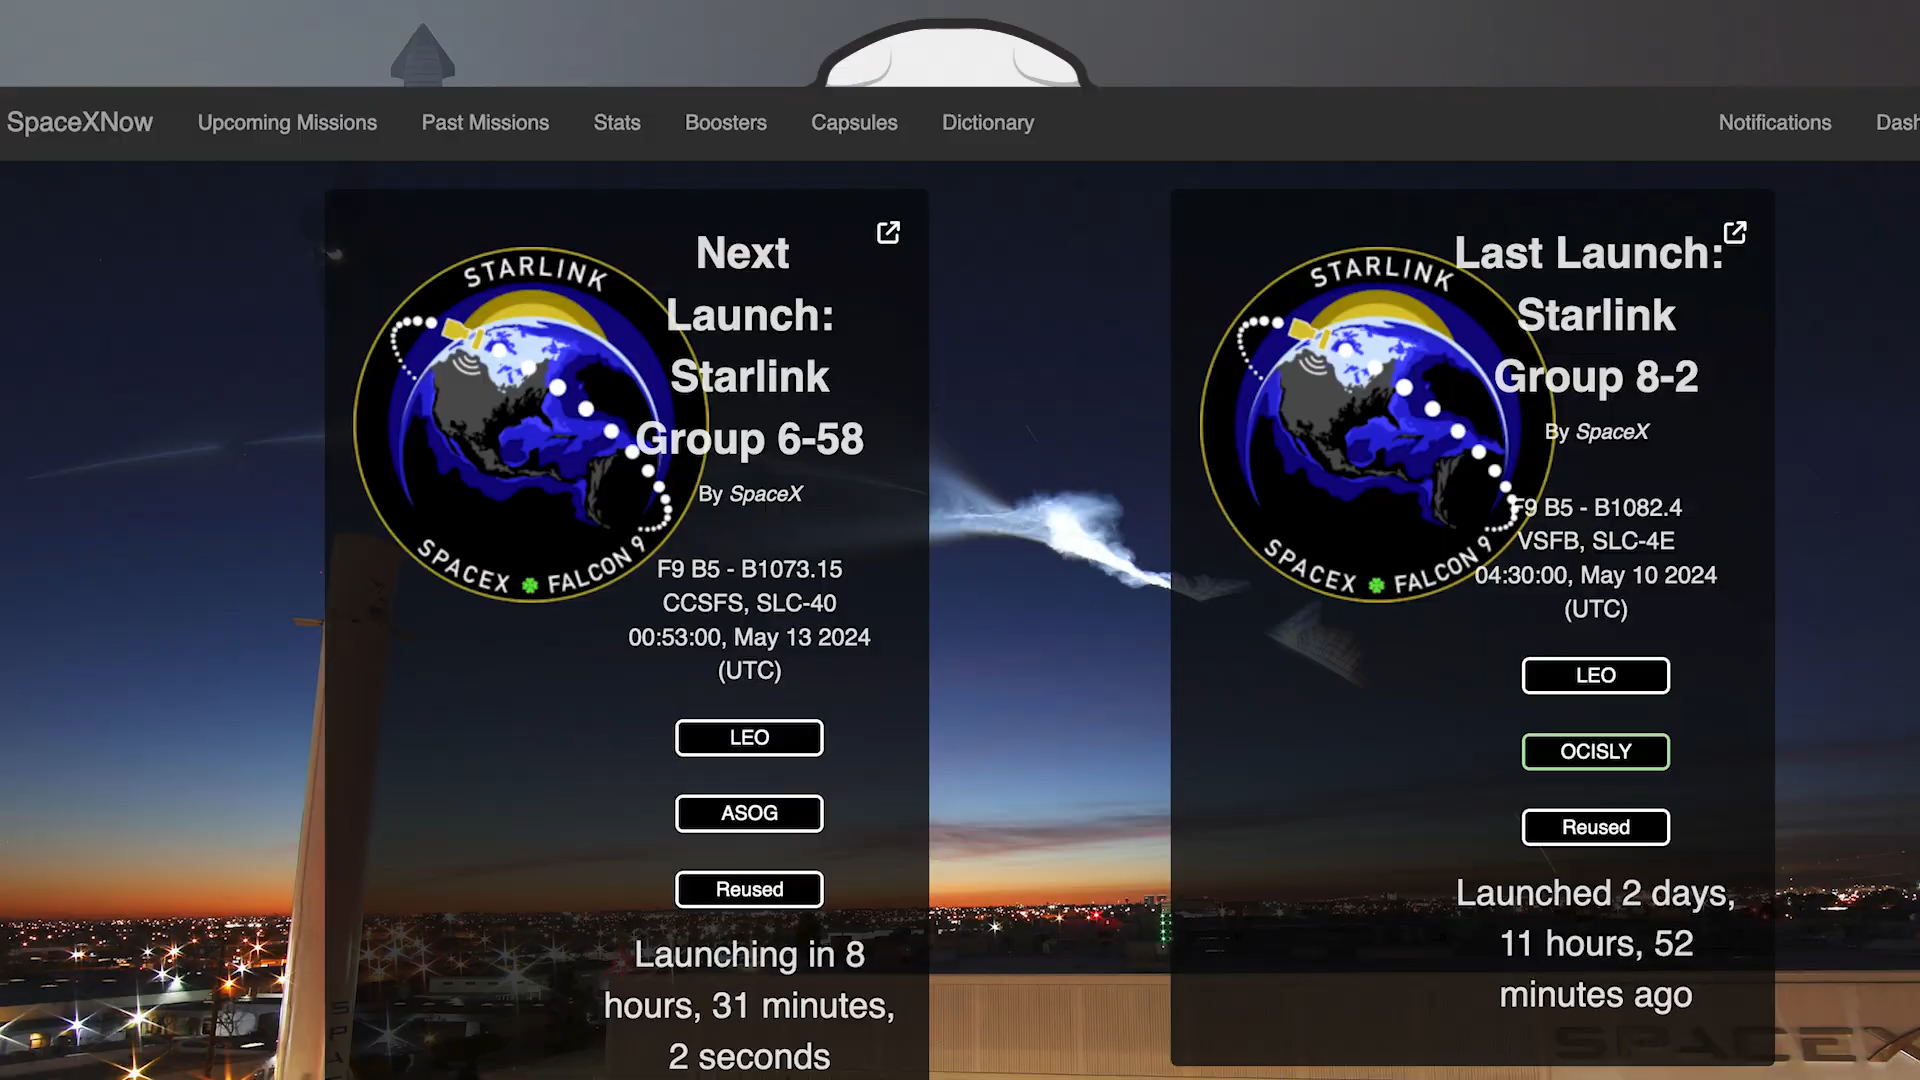 SpaceXNow Upcoming Missions Past Missions Stats Boosters Capsules Dictionary Notifications
Next
Launch:
Starlink
Group 6-58
By SpaceX
F9 B5 - B1073.15
CCSFS, SLC-40
00:53:00, May 13 2024
(UTC)
LEO
ASOG
Reused
Launching in 8
hours, 31 minutes,
2 seconds
STARLINK
SPACEX FALCON 9
Last Launch:
Starlink
Group 8-2
By SpaceX
F9 B5 - B1082.4
VSFB, SLC-4E
04:30:00, May 10 2024
(UTC)
LEO
OCISLY
Reused
Launched 2 days,
11 hours, 52
minutes ago
STARLINK
SPACEX FALCON 9
SPACEX